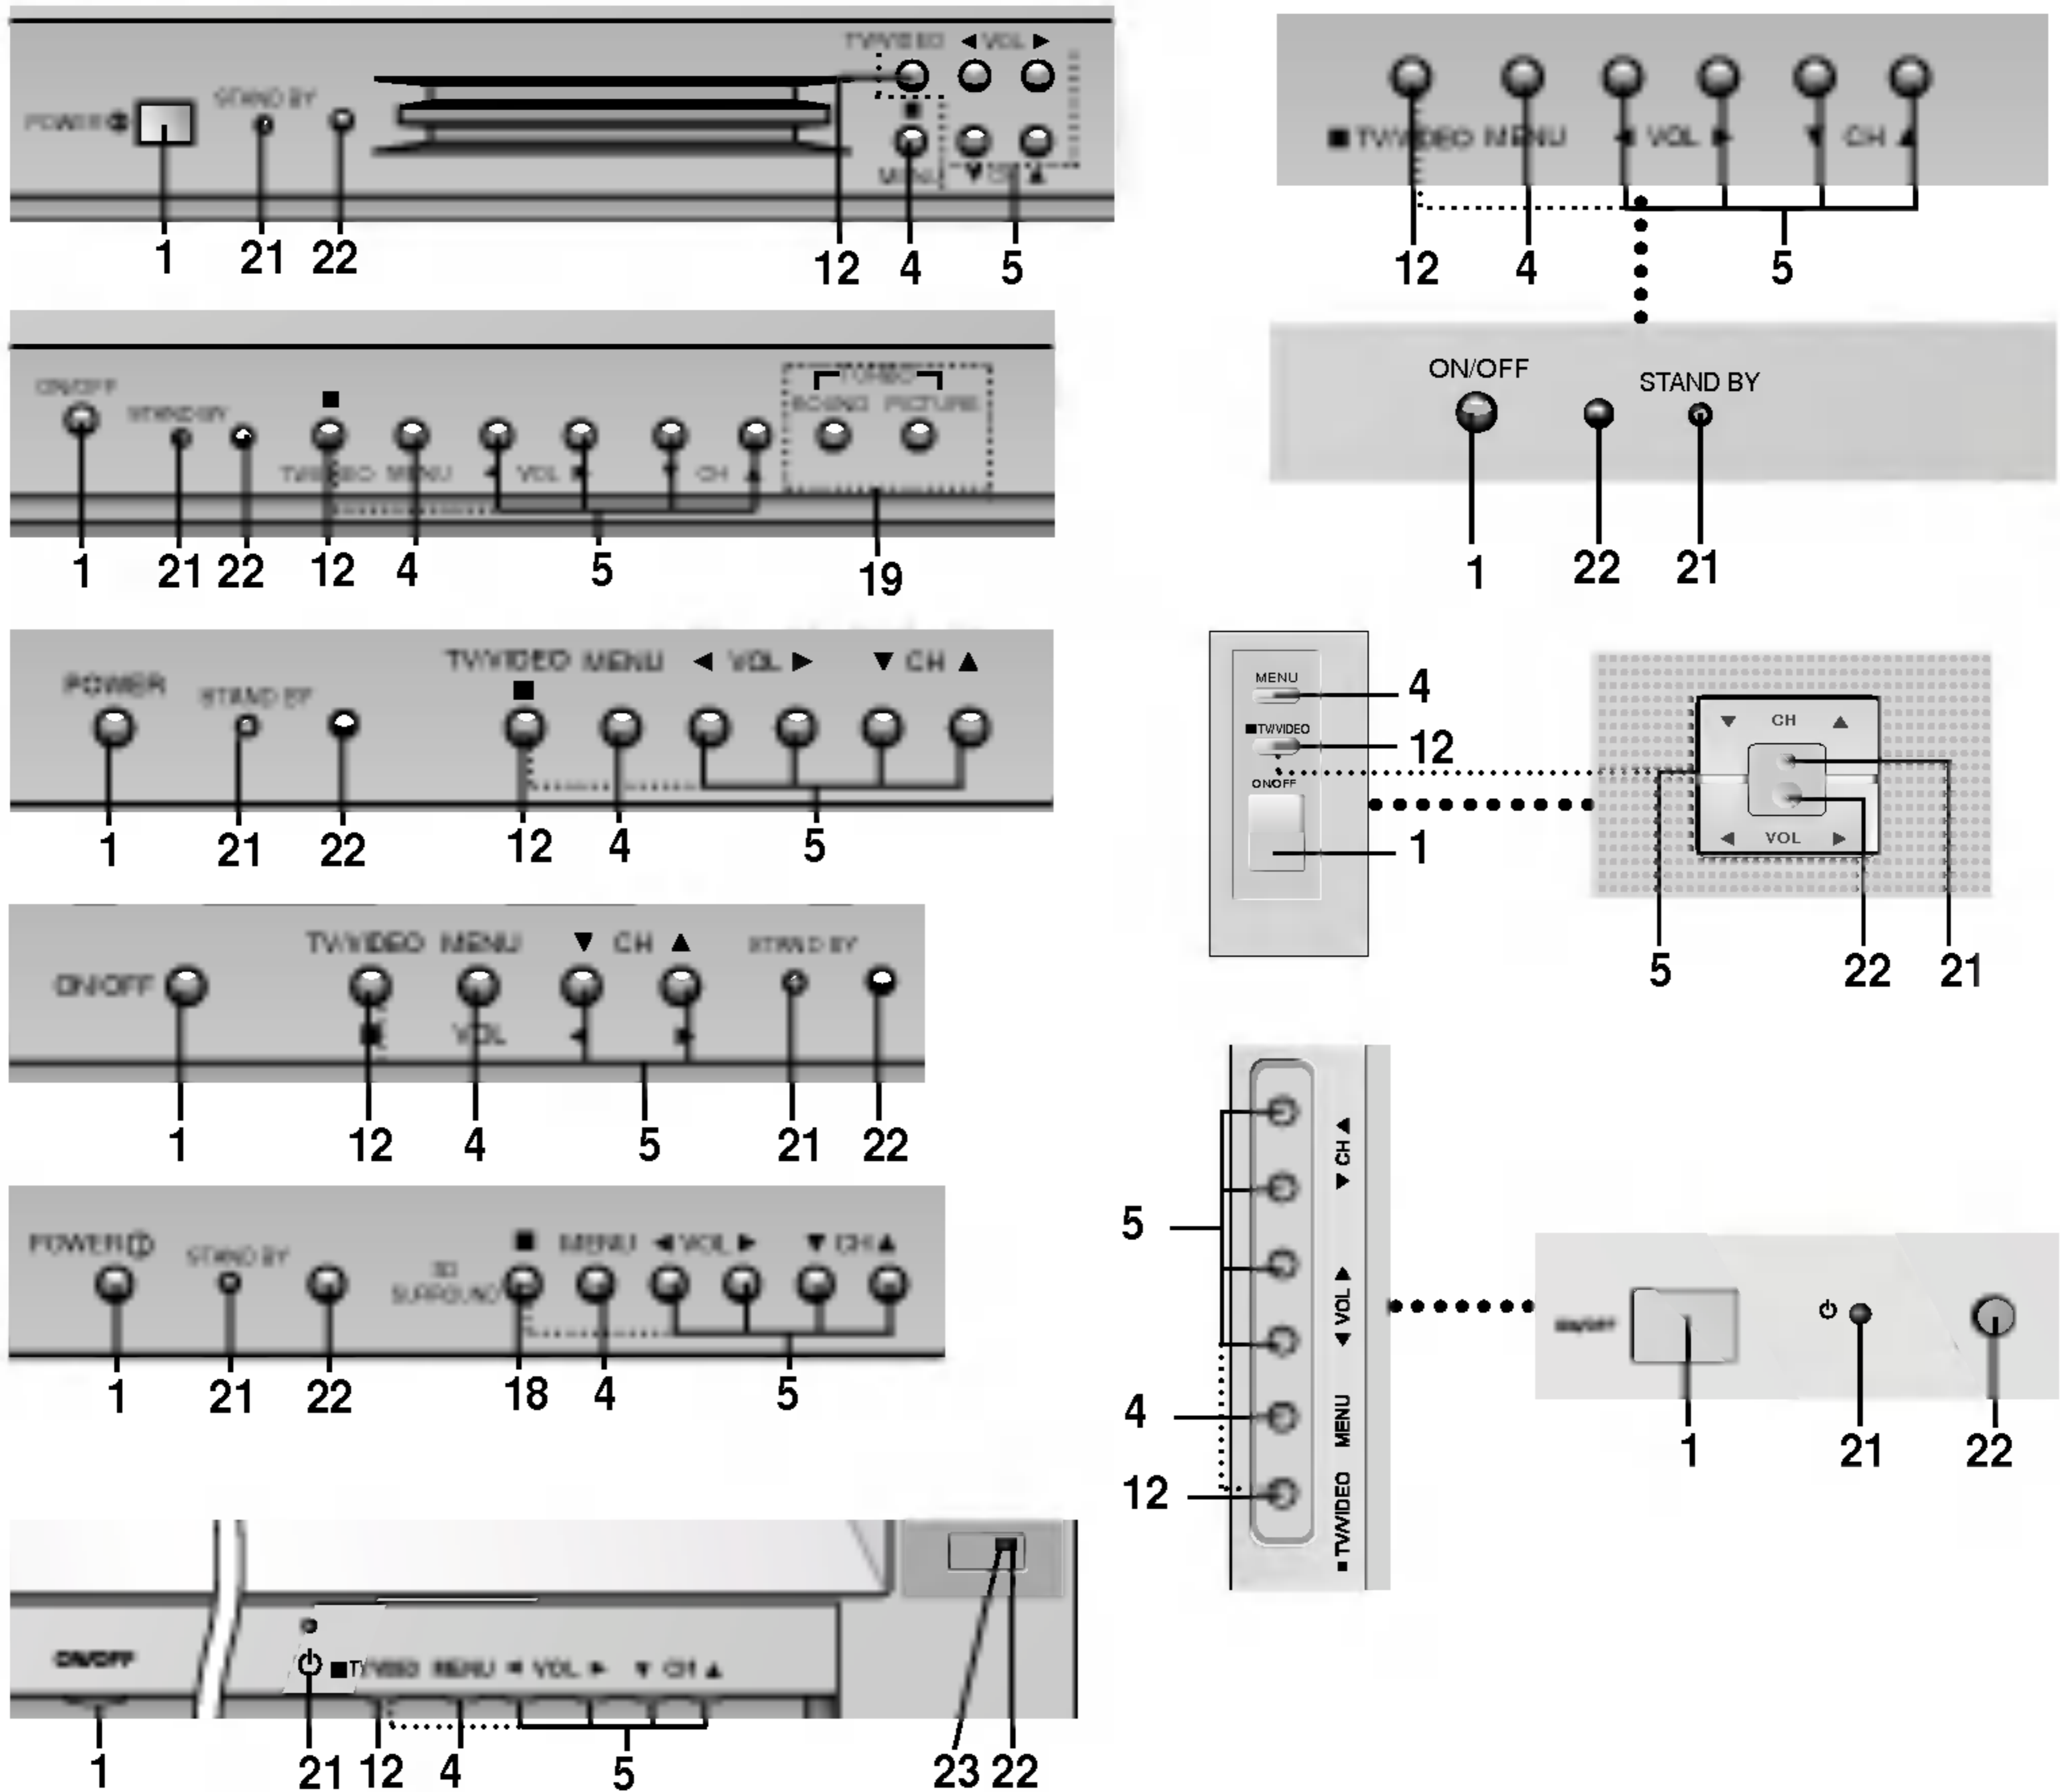 TV/VIDEO ◀ VOL ▶
POWER
STAND BY
■
MENU ▼ CH ▲
1 21 22 12 4 5
ON/OFF
STAND BY
■
TURBO
SOUND PICTURE
TV/VIDEO MENU ◀ VOL ▶ ▼ CH ▲
1 21 22 12 4 5 19
POWER
STAND BY
TV/VIDEO MENU ◀ VOL ▶ ▼ CH ▲
■
1 21 22 12 4 5
ON/OFF
TV/VIDEO MENU ▼ CH ▲ STAND BY
■ VOL ◀ ▶
1 12 4 5 21 22
POWER
STAND BY
■ MENU ◀ VOL ▶ ▼ CH ▲
3D
SURROUND
1 21 22 18 4 5
ON/OFF
■TV/VIDEO MENU ◀ VOL ▶ ▼ CH ▲
1 21 12 4 5 23 22
■ TV/VIDEO MENU ◀ VOL ▶ ▼ CH ▲
12 4 5
ON/OFF
STAND BY
1 22 21
MENU
4
■TV/VIDEO
12
ON/OFF
1
▼ CH ▲
◀ VOL ▶
5 22 21
5
4
12
■ TV/VIDEO MENU ◀ VOL ▶ ▼ CH ▲
ON/OFF
1 21 22